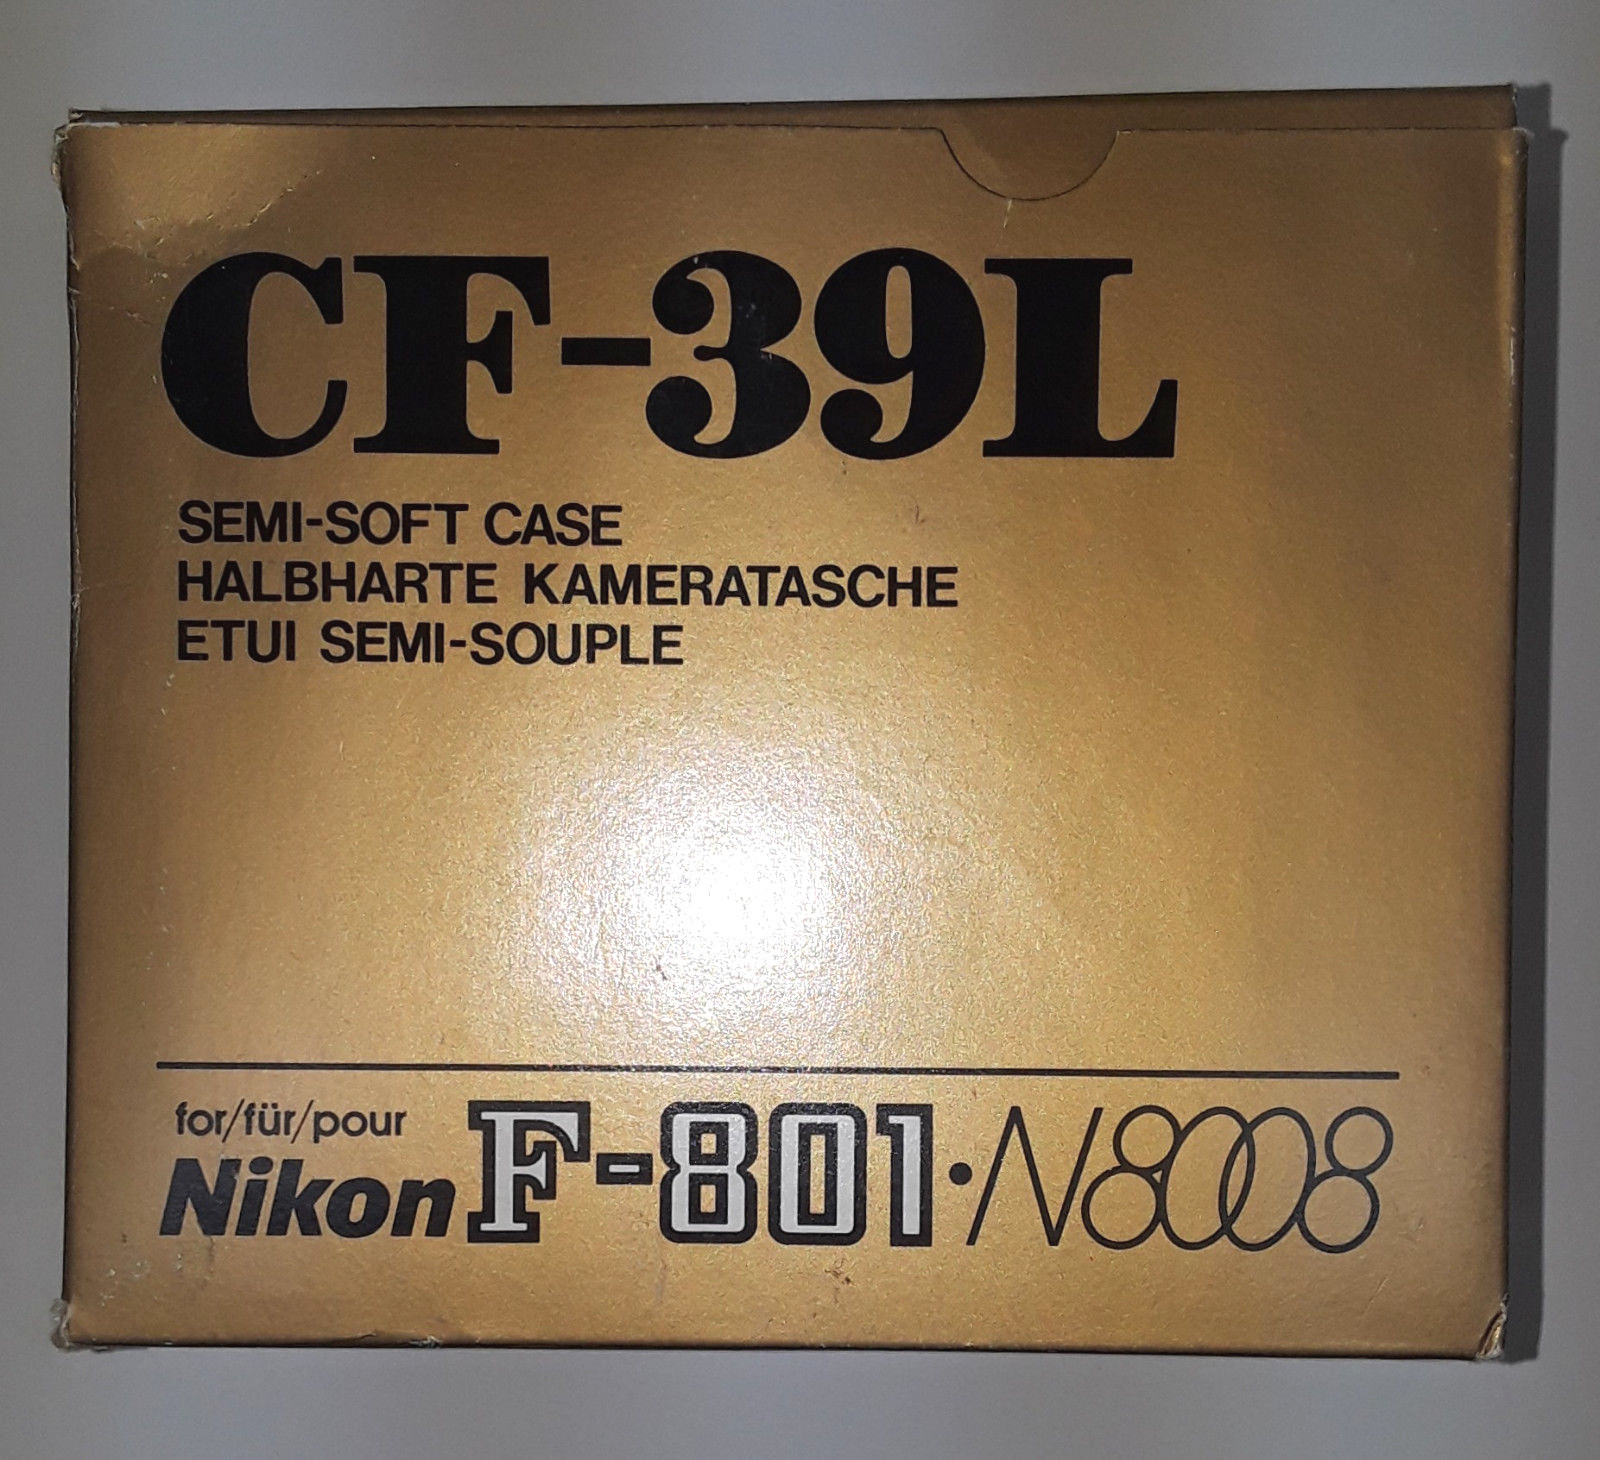 CF-39L
SEMI-SOFT CASE
HALBHARTE KAMERATASCHE
ETUI SEMI-SOUPLE
for/für/pour
Nikon F-801·N8008